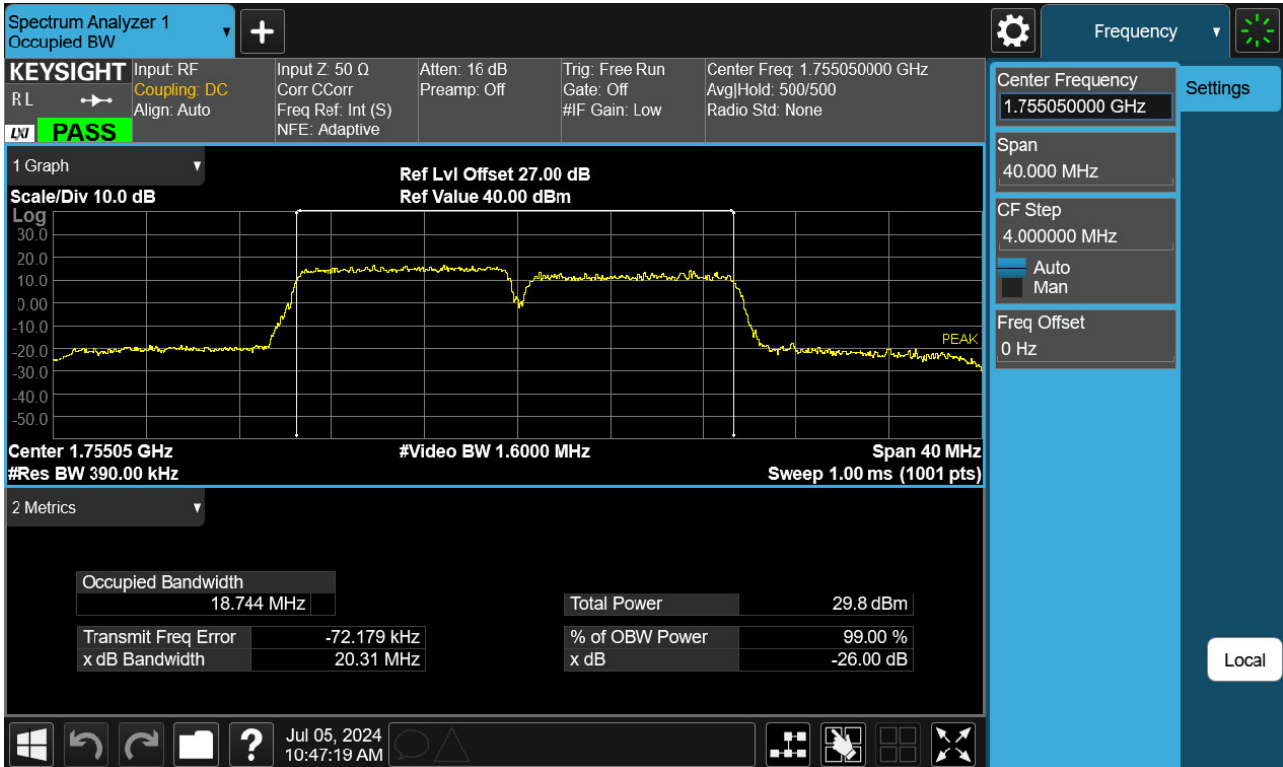 Spectrum Analyzer 1
Occupied BW
Frequency
KEYSIGHT
R L
LXI
PASS
Input: RF
Coupling: DC
Align: Auto
Input Z: 50 Ω
Corr CCorr
Freq Ref: Int (S)
NFE: Adaptive
Atten: 16 dB
Preamp: Off
Trig: Free Run
Gate: Off
#IF Gain: Low
Center Freq: 1.755050000 GHz
Avg|Hold: 500/500
Radio Std: None
Center Frequency
1.755050000 GHz
Settings
Span
40.000 MHz
CF Step
4.000000 MHz
Auto
Man
Freq Offset
0 Hz
Local
1 Graph
Ref Lvl Offset 27.00 dB
Scale/Div 10.0 dB
Ref Value 40.00 dBm
Log
30.0
20.0
10.0
0.00
-10.0
-20.0
-30.0
-40.0
-50.0
PEAK
Center 1.75505 GHz
#Video BW 1.6000 MHz
Span 40 MHz
#Res BW 390.00 kHz
Sweep 1.00 ms (1001 pts)
2 Metrics
Occupied Bandwidth
18.744 MHz
Total Power 29.8 dBm
Transmit Freq Error -72.179 kHz
% of OBW Power 99.00 %
x dB Bandwidth 20.31 MHz
x dB -26.00 dB
?
Jul 05, 2024
10:47:19 AM